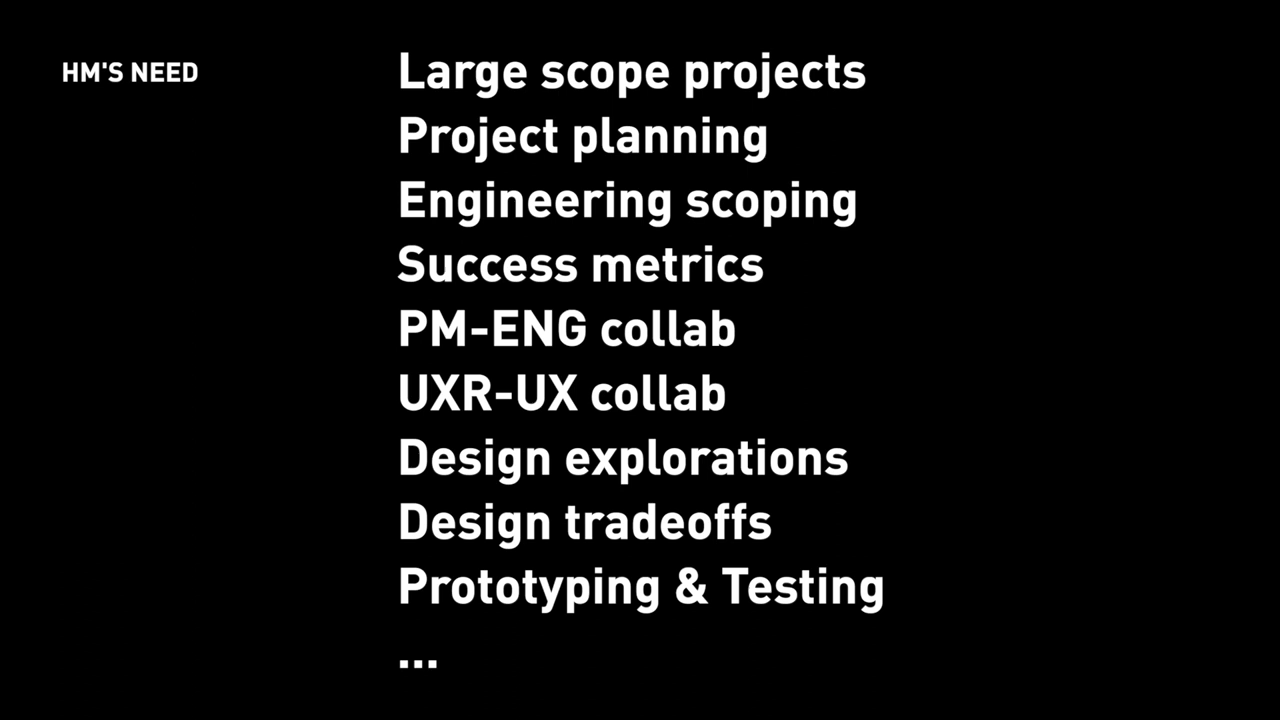 HM'S NEED
Large scope projects
Project planning
Engineering scoping
Success metrics
PM-ENG collab
UXR-UX collab
Design explorations
Design tradeoffs
Prototyping & Testing
...